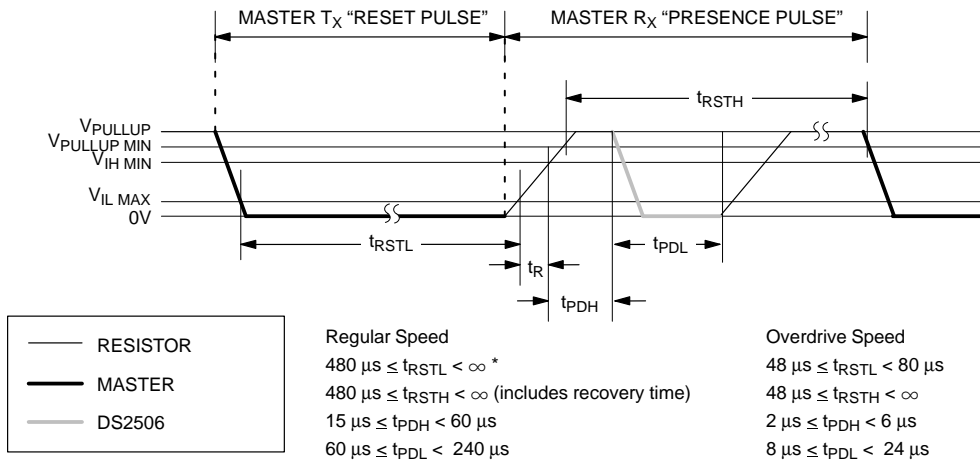 MASTER TX “RESET PULSE”
MASTER RX “PRESENCE PULSE”
tRSTH
VPULLUP
VPULLUP MIN
VIH MIN
VIL MAX
0V
tRSTL
tPDL
tR
tPDH
RESISTOR
MASTER
DS2506
Regular Speed
480 μs ≤ tRSTL < ∞ *
480 μs ≤ tRSTH < ∞ (includes recovery time)
15 μs ≤ tPDH < 60 μs
60 μs ≤ tPDL < 240 μs
Overdrive Speed
48 μs ≤ tRSTL < 80 μs
48 μs ≤ tRSTH < ∞
2 μs ≤ tPDH < 6 μs
8 μs ≤ tPDL < 24 μs